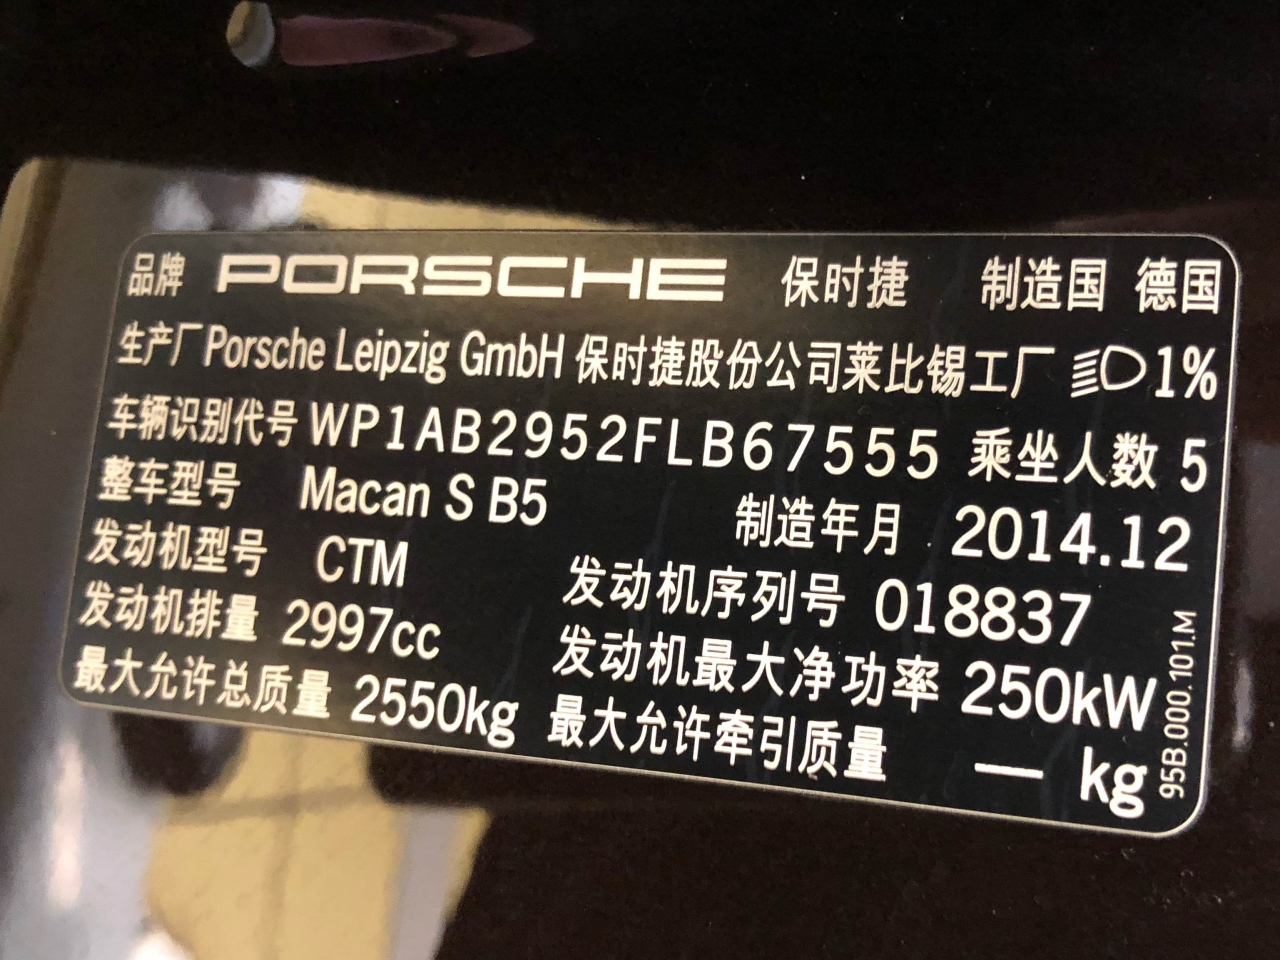 品牌 PORSCHE 保时捷 制造国 德国
生产厂 Porsche Leipzig GmbH 保时捷股份公司莱比锡工厂 1%
车辆识别代号 WP1AB2952FLB67555 乘坐人数 5
整车型号 Macan S B5 制造年月 2014.12
发动机型号 CTM 发动机序列号 018837
发动机排量 2997cc 发动机最大净功率 250kW
最大允许总质量 2550kg 最大允许牵引质量 — kg
95B.000.101.M